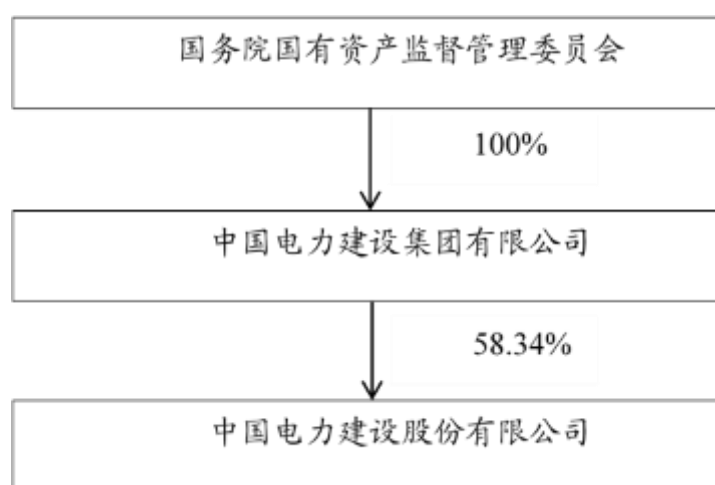 国务院国有资产监督管理委员会
100%
中国电力建设集团有限公司
58.34%
中国电力建设股份有限公司